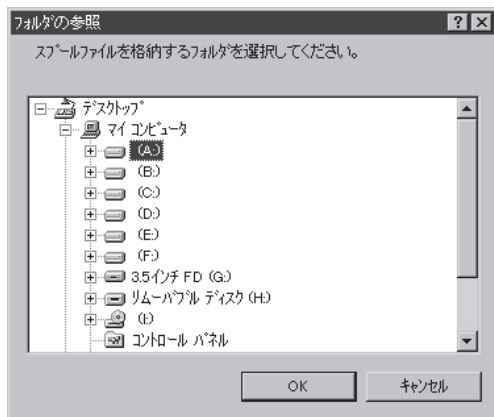 フォルダの参照
スプールファイルを格納するフォルダを選択してください。
デスクトップ
マイ コンピュータ
(A:)
(B:)
(C:)
(D:)
(E:)
(F:)
3.5インチ FD (G:)
リムーバブル ディスク (H:)
(I:)
コントロール パネル
OK
キャンセル